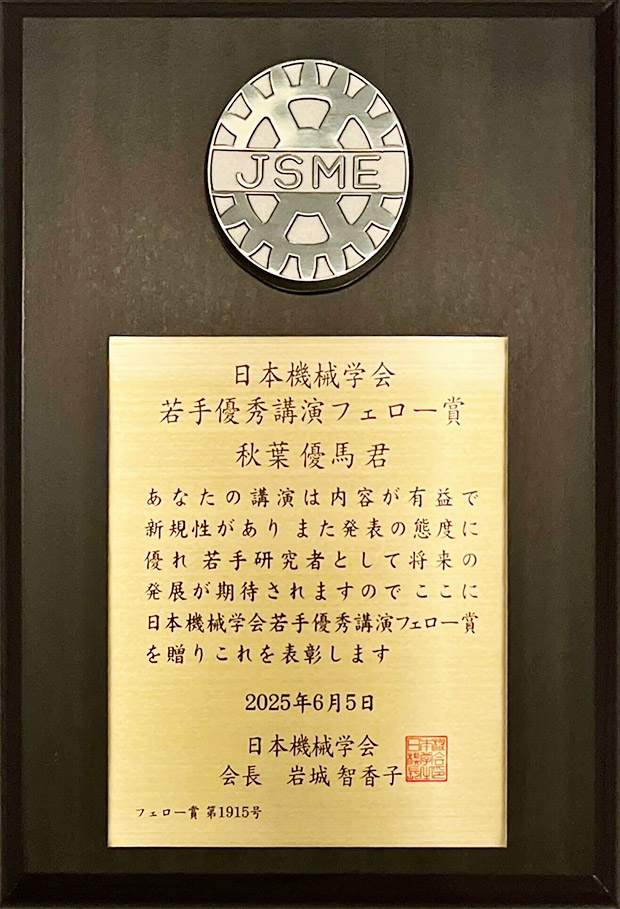 JSME
日本機械学会
若手優秀講演フェロー賞
秋葉 優馬 君
あなたの講演は内容が有益で
新規性があり また発表の態度に
優れ 若手研究者として将来の
発展が期待されますので ここに
日本機械学会若手優秀講演フェロー賞
を贈りこれを表彰します
2025年6月5日
日本機械学会
会長 岩城 智香子
フェロー賞 第1915号